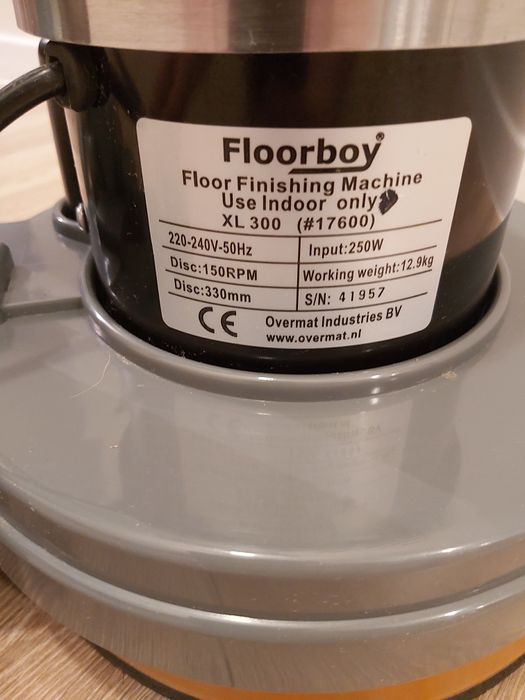 Floorboy®
Floor Finishing Machine
Use Indoor only
XL 300 (#17600)
220-240V-50Hz Input:250W
Disc:150RPM Working weight:12.9kg
Disc:330mm S/N: 41957
CE Overmat Industries BV
www.overmat.nl